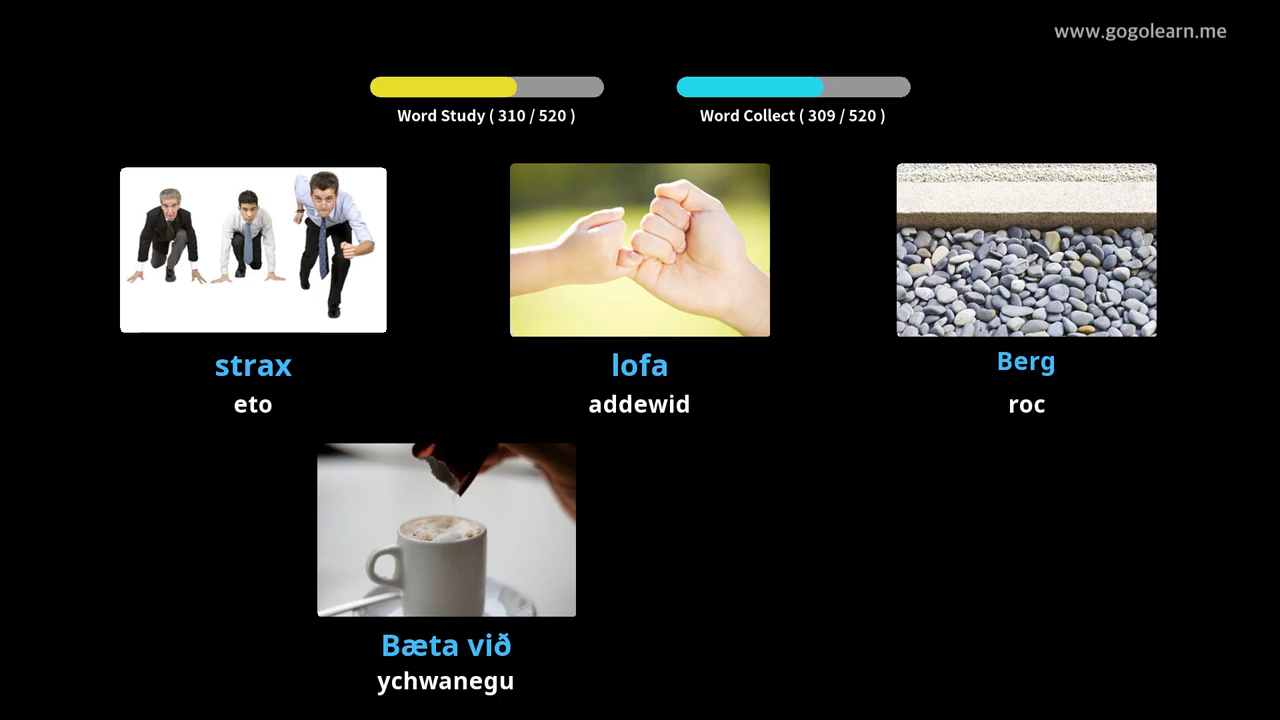 www.gogolearn.me
Word Study ( 310 / 520 )
Word Collect ( 309 / 520 )
strax
eto
lofa
addewid
Berg
roc
Bæta við
ychwanegu